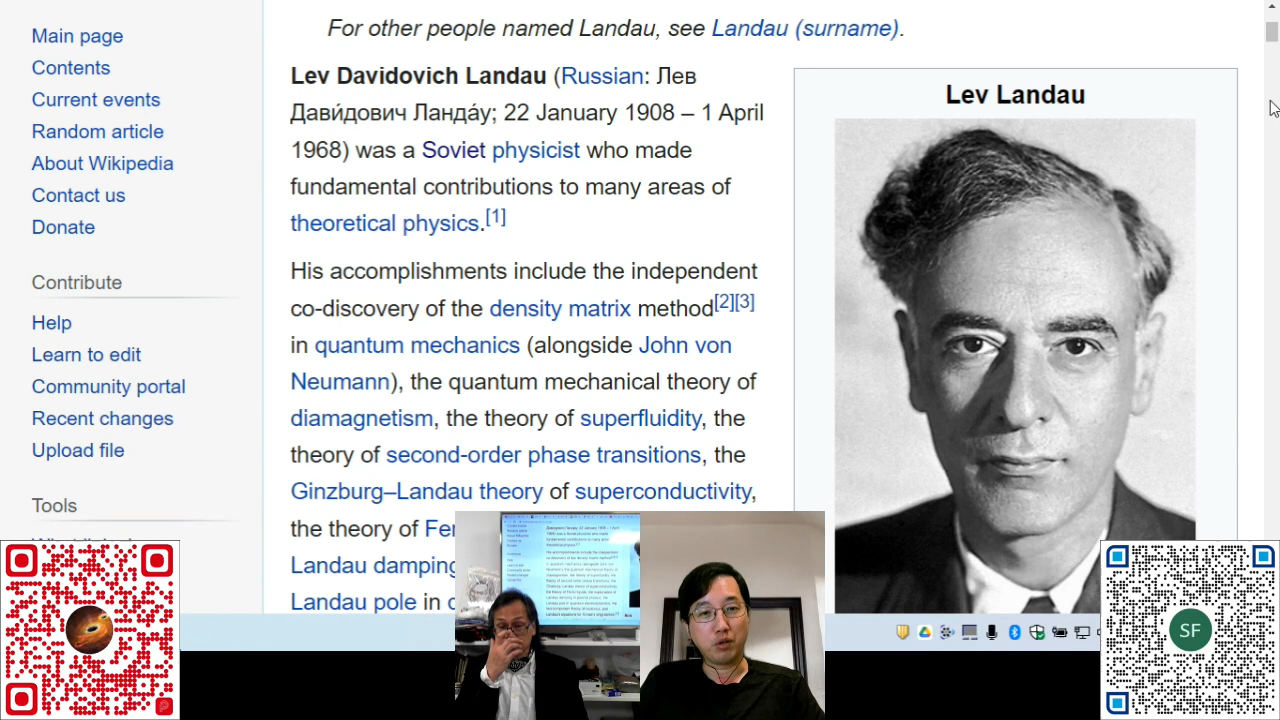 For other people named Landau, see Landau (surname).
Main page
Contents
Current events
Random article
About Wikipedia
Contact us
Donate
Contribute
Help
Learn to edit
Community portal
Recent changes
Upload file
Tools
Lev Davidovich Landau (Russian: Лев
Дави́дович Ланда́у; 22 January 1908 – 1 April
1968) was a Soviet physicist who made
fundamental contributions to many areas of
theoretical physics.[1]
His accomplishments include the independent
co-discovery of the density matrix method[2][3]
in quantum mechanics (alongside John von
Neumann), the quantum mechanical theory of
diamagnetism, the theory of superfluidity, the
theory of second-order phase transitions, the
Ginzburg–Landau theory of superconductivity,
the theory of Fer
Landau damping
Landau pole in
Lev Landau
SF